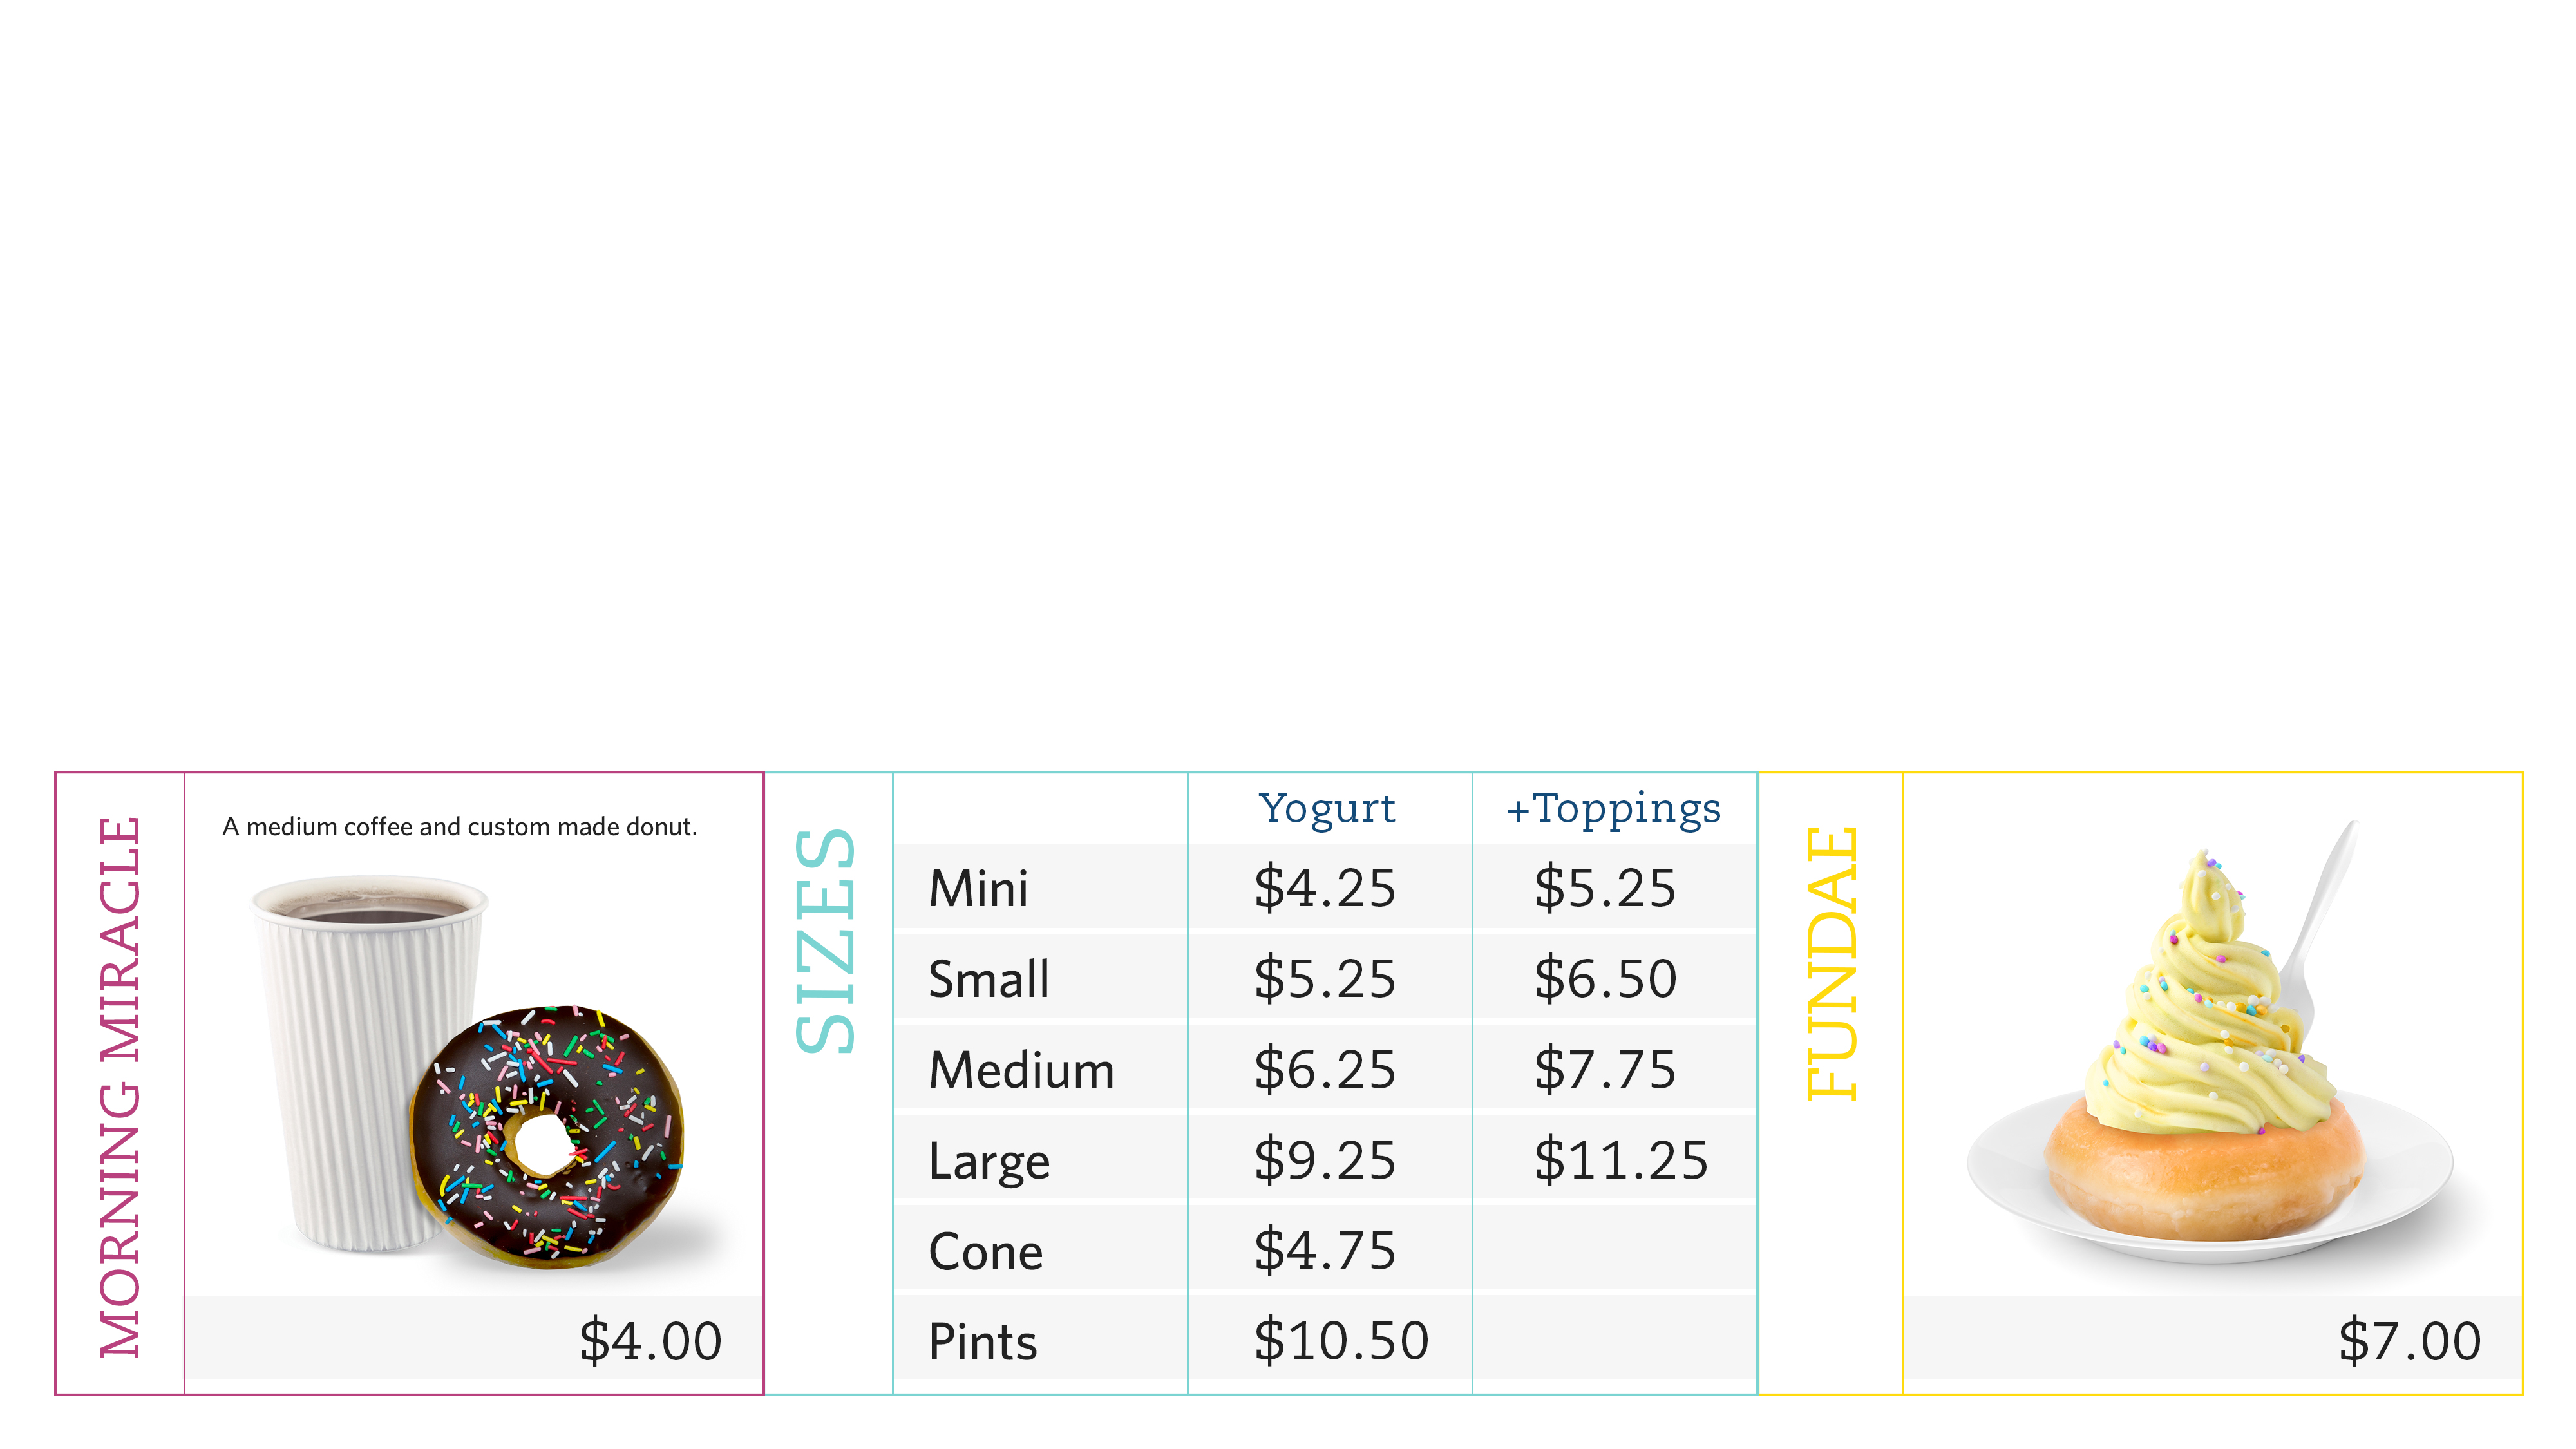 MORNING MIRACLE
A medium coffee and custom made donut.
$4.00
SIZES
Yogurt +Toppings
Mini $4.25 $5.25
Small $5.25 $6.50
Medium $6.25 $7.75
Large $9.25 $11.25
Cone $4.75
Pints $10.50
FUNDAE
$7.00